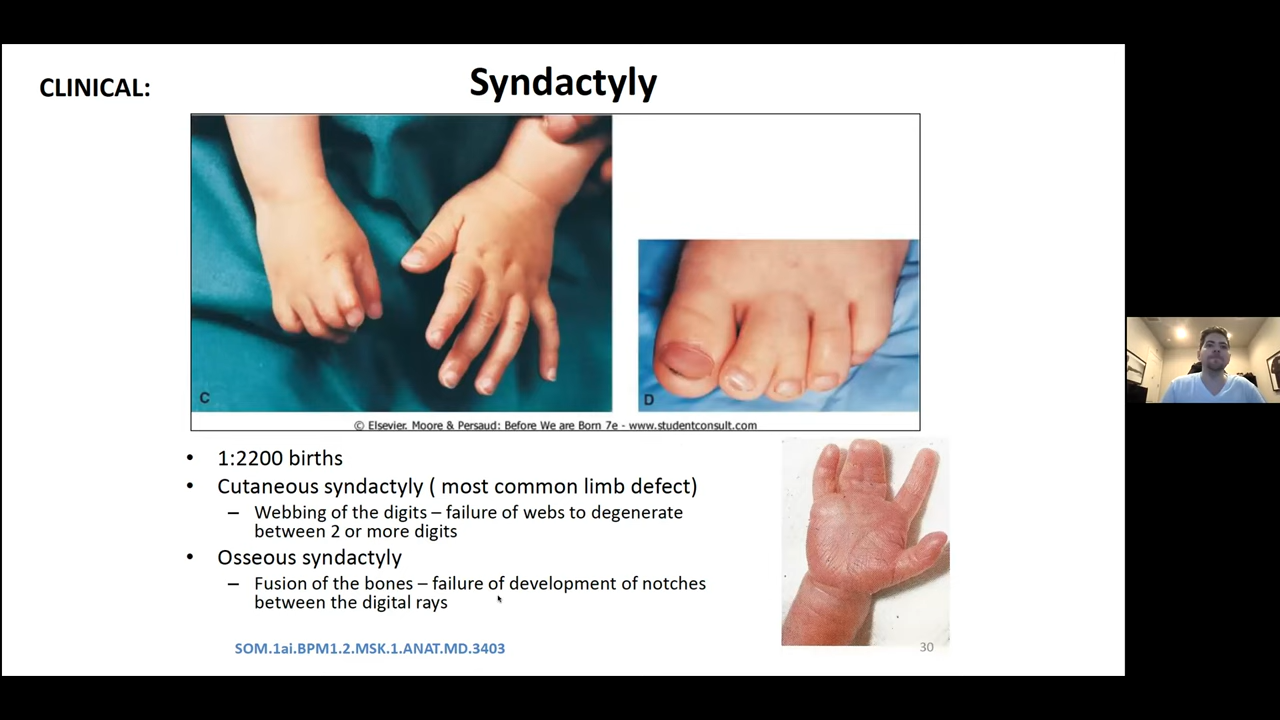 CLINICAL:
Syndactyly
C
D
© Elsevier. Moore & Persaud: Before We are Born 7e - www.studentconsult.com
• 1:2200 births
• Cutaneous syndactyly ( most common limb defect)
– Webbing of the digits – failure of webs to degenerate
between 2 or more digits
• Osseous syndactyly
– Fusion of the bones – failure of development of notches
between the digital rays
SOM.1ai.BPM1.2.MSK.1.ANAT.MD.3403
30